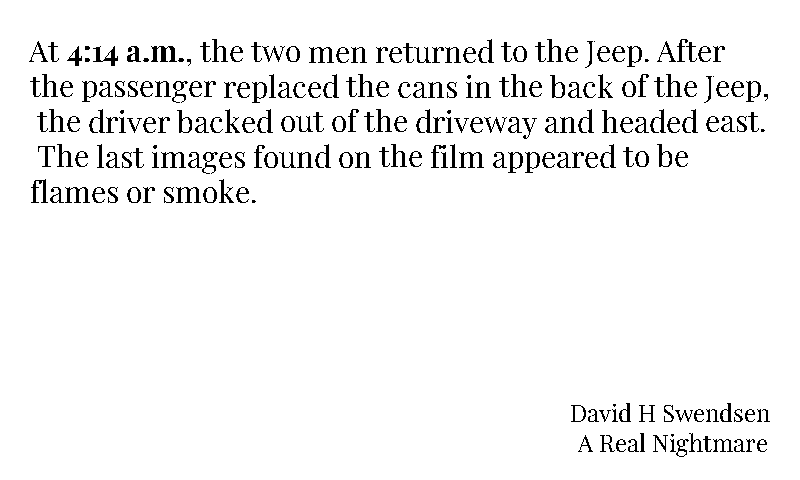 At 4:14 a.m., the two men returned to the Jeep. After
the passenger replaced the cans in the back of the Jeep,
the driver backed out of the driveway and headed east.
The last images found on the film appeared to be
flames or smoke.
David H Swendsen
A Real Nightmare